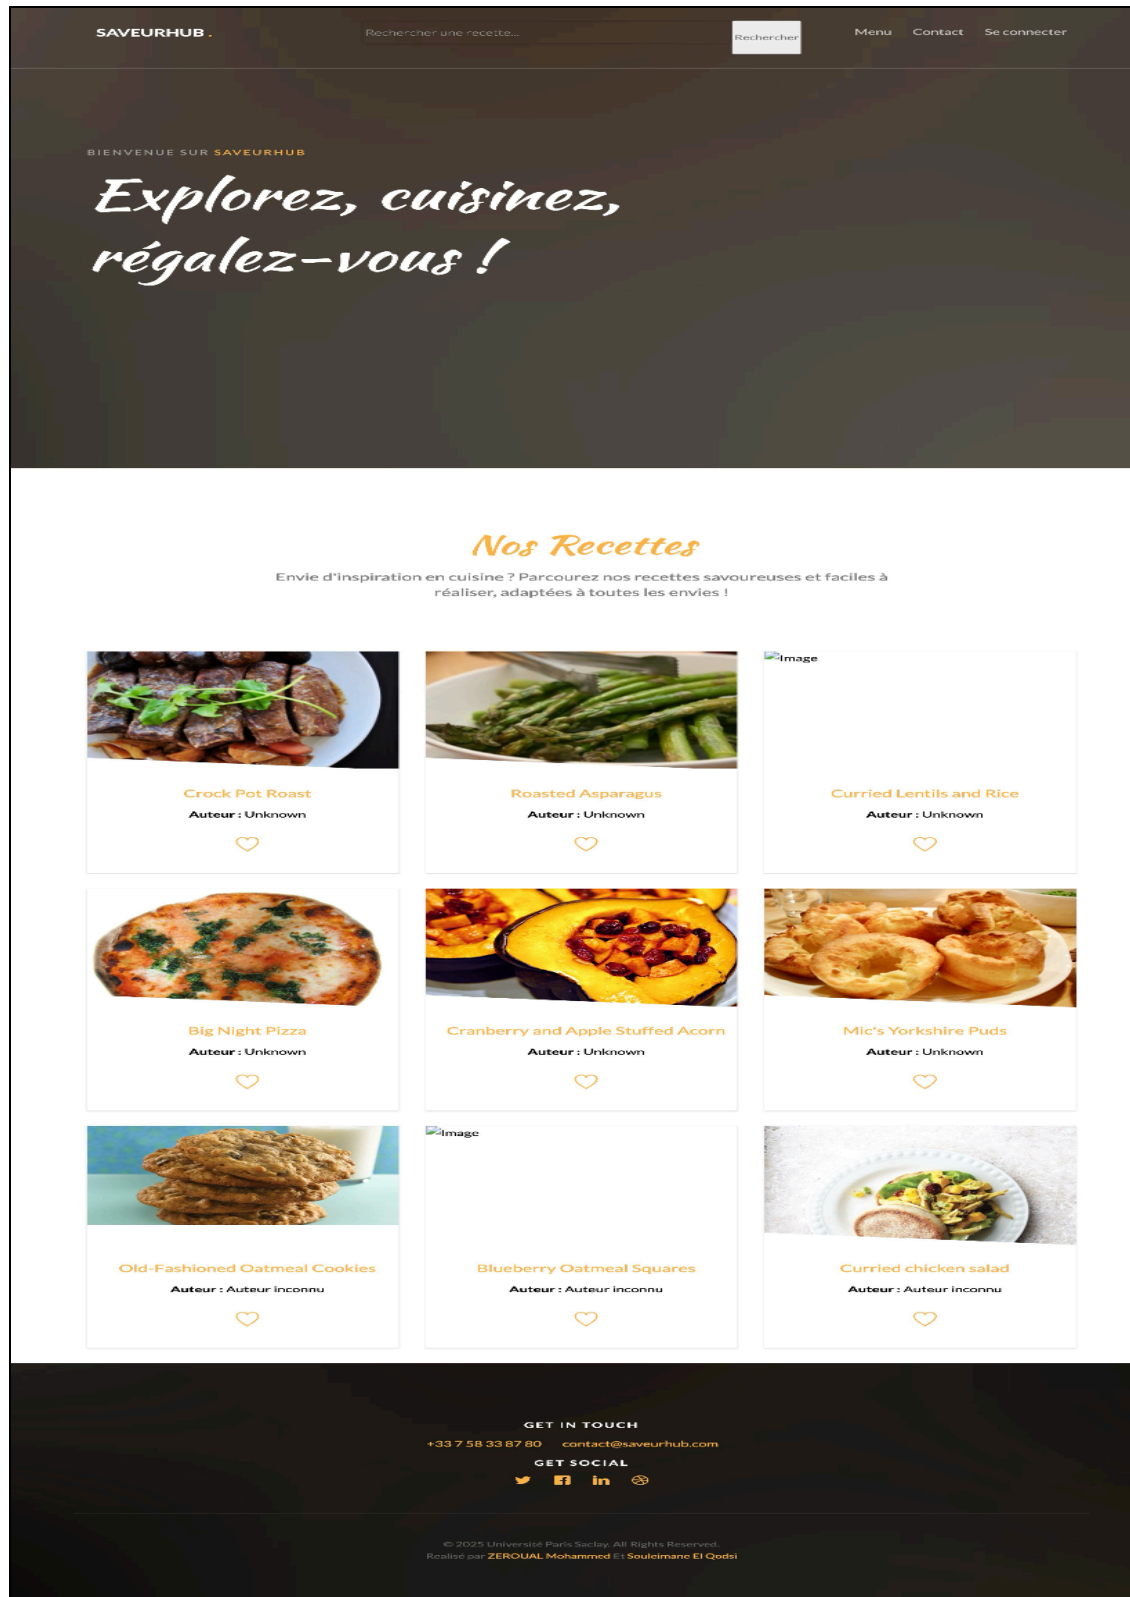 SAVEURHUB .
Rechercher une recette...
Rechercher
Menu
Contact
Se connecter
BIENVENUE SUR SAVEURHUB
Explorez, cuisinez,
régalez-vous !
Nos Recettes
Envie d'inspiration en cuisine ? Parcourez nos recettes savoureuses et faciles à
réaliser, adaptées à toutes les envies !
Image
Crock Pot Roast
Auteur : Unknown
Roasted Asparagus
Auteur : Unknown
Curried Lentils and Rice
Auteur : Unknown
Big Night Pizza
Auteur : Unknown
Cranberry and Apple Stuffed Acorn
Auteur : Unknown
Mic's Yorkshire Puds
Auteur : Unknown
Image
Old-Fashioned Oatmeal Cookies
Auteur : Auteur inconnu
Blueberry Oatmeal Squares
Auteur : Auteur inconnu
Curried chicken salad
Auteur : Auteur inconnu
GET IN TOUCH
+33 7 58 33 87 80 contact@saveurhub.com
GET SOCIAL
© 2025 Université Paris Saclay. All Rights Reserved.
Realisé par ZEROUAL Mohammed Et Souleimane El Qodsi